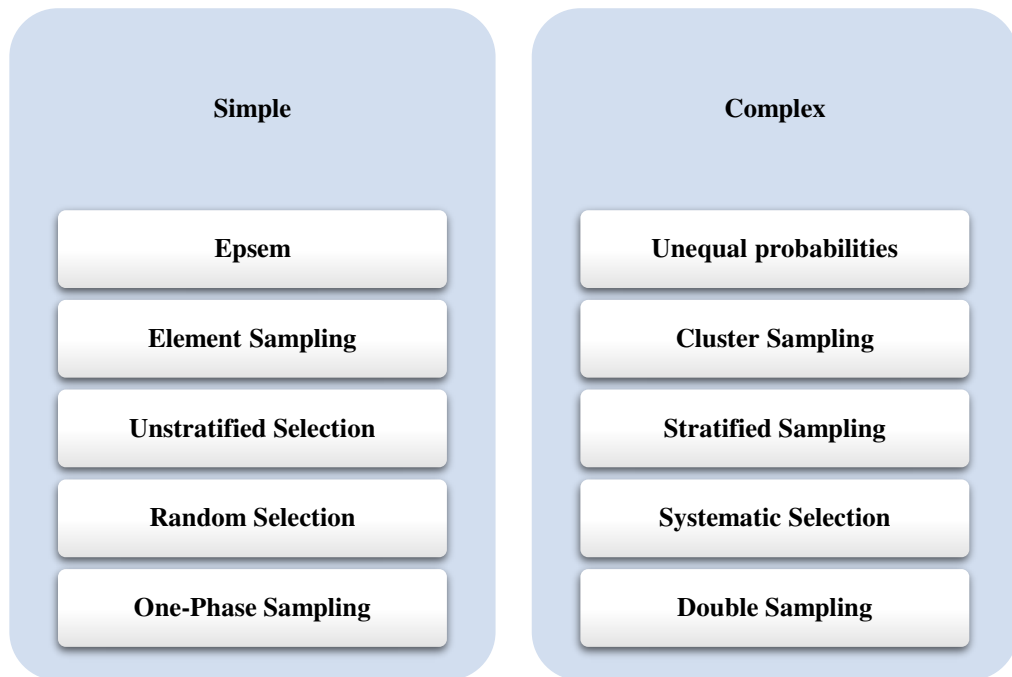 Simple
Epsem
Element Sampling
Unstratified Selection
Random Selection
One-Phase Sampling
Complex
Unequal probabilities
Cluster Sampling
Stratified Sampling
Systematic Selection
Double Sampling